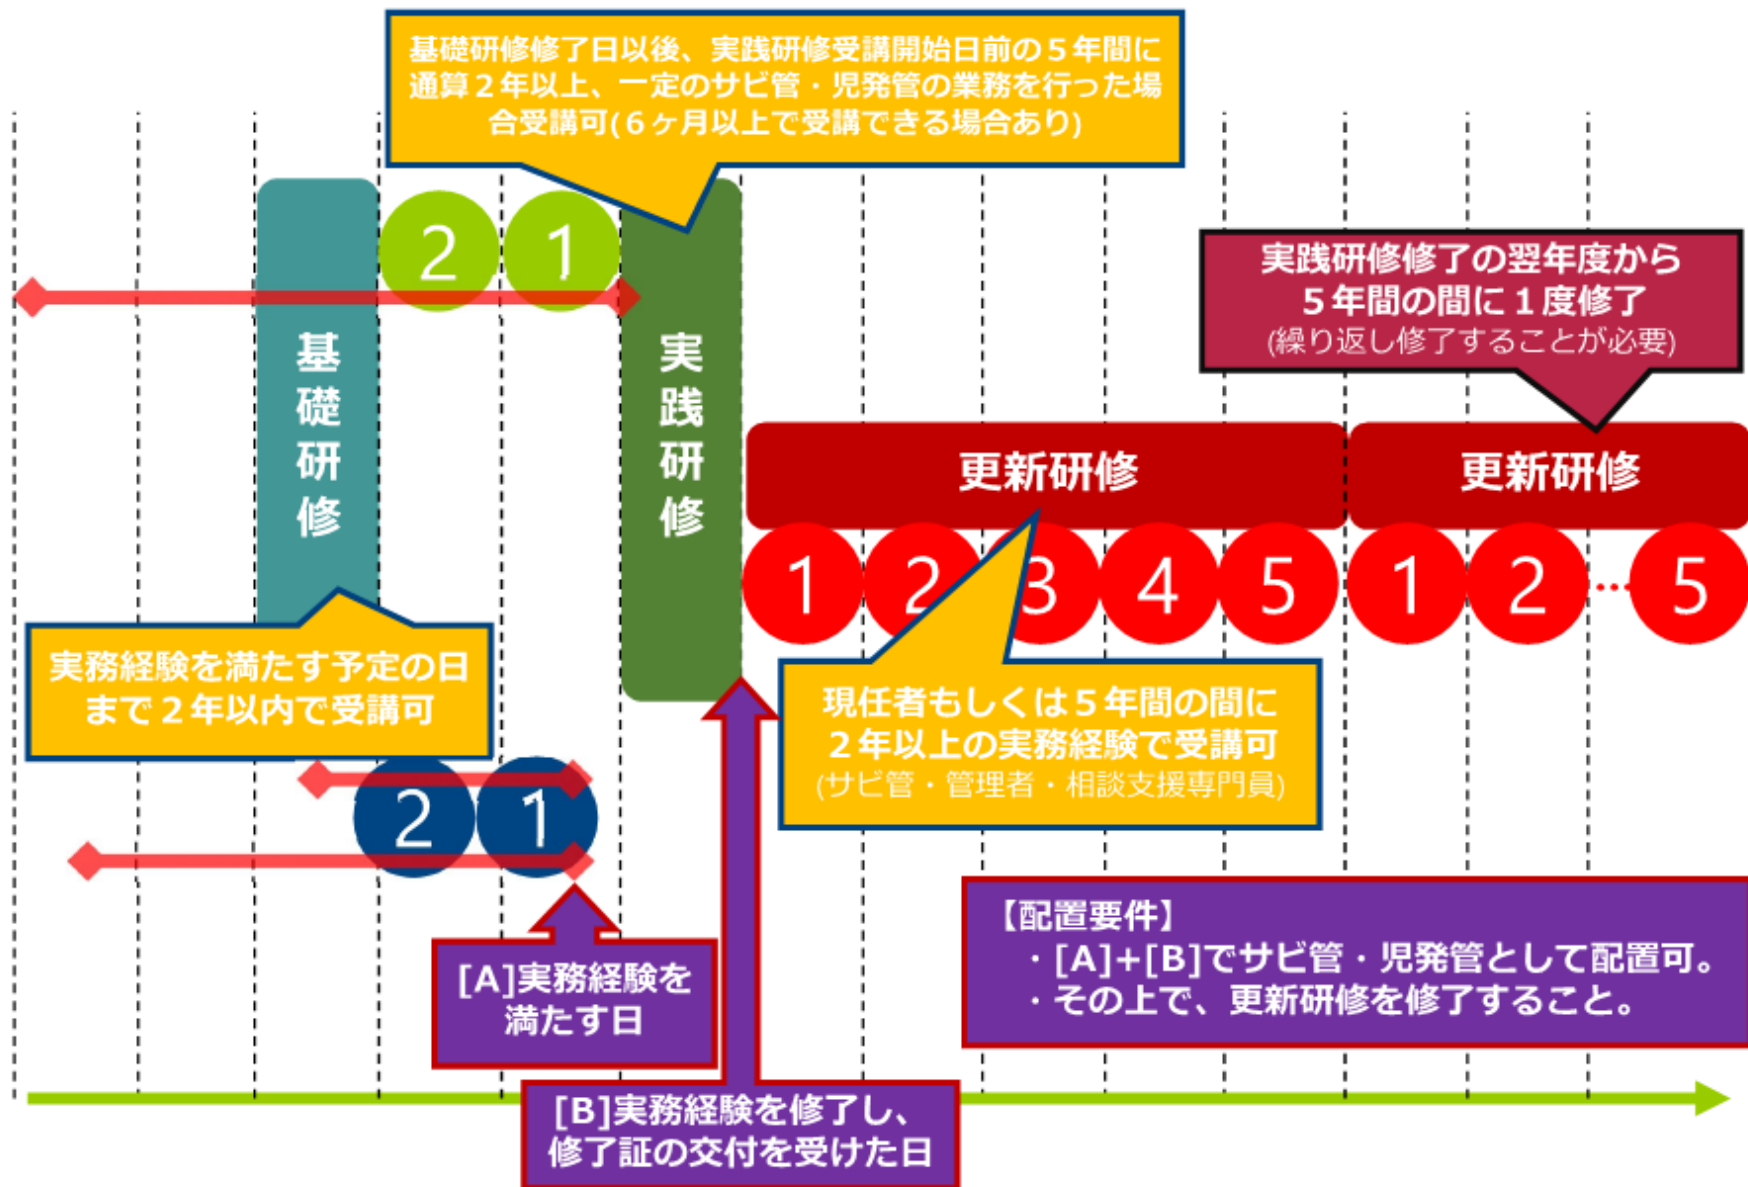 基礎研修修了日以後、実践研修受講開始日前の５年間に
通算２年以上、一定のサビ管・児発管の業務を行った場
合受講可(６ヶ月以上で受講できる場合あり)
2
1
基礎研修
実践研修
実践研修修了の翌年度から
５年間の間に１度修了
(繰り返し修了することが必要)
更新研修
更新研修
1
2
3
4
5
1
2
…
5
実務経験を満たす予定の日
まで２年以内で受講可
現任者もしくは５年間の間に
２年以上の実務経験で受講可
(サビ管・管理者・相談支援専門員)
2
1
[A]実務経験を
満たす日
【配置要件】
・[A]+[B]でサビ管・児発管として配置可。
・その上で、更新研修を修了すること。
[B]実務経験を修了し、
修了証の交付を受けた日